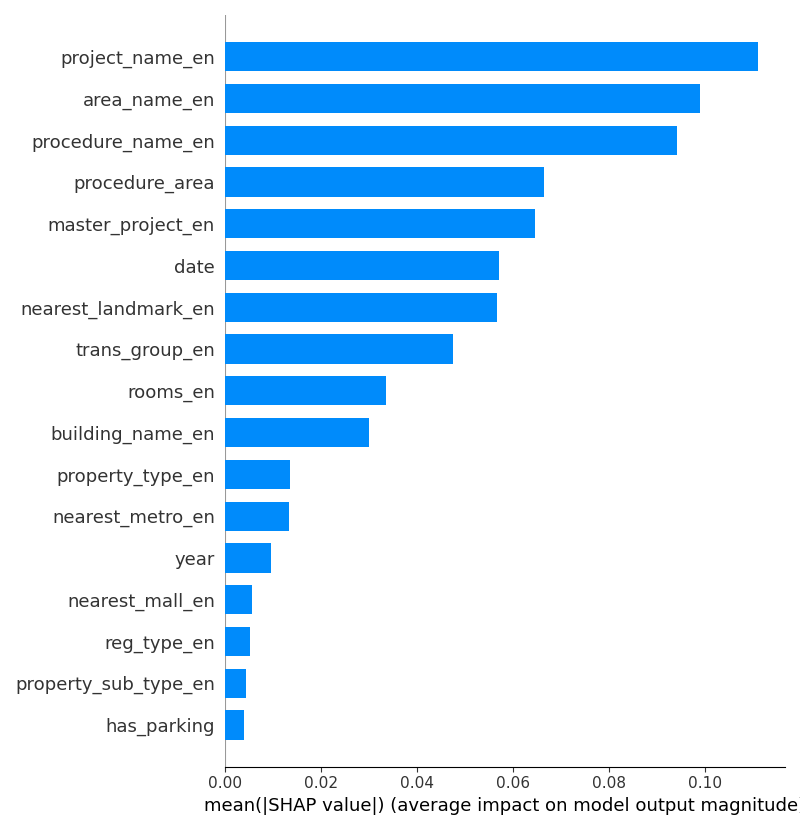 project_name_en
area_name_en
procedure_name_en
procedure_area
master_project_en
date
nearest_landmark_en
trans_group_en
rooms_en
building_name_en
property_type_en
nearest_metro_en
year
nearest_mall_en
reg_type_en
property_sub_type_en
has_parking
0.00 0.02 0.04 0.06 0.08 0.10
mean(|SHAP value|) (average impact on model output magnitude)